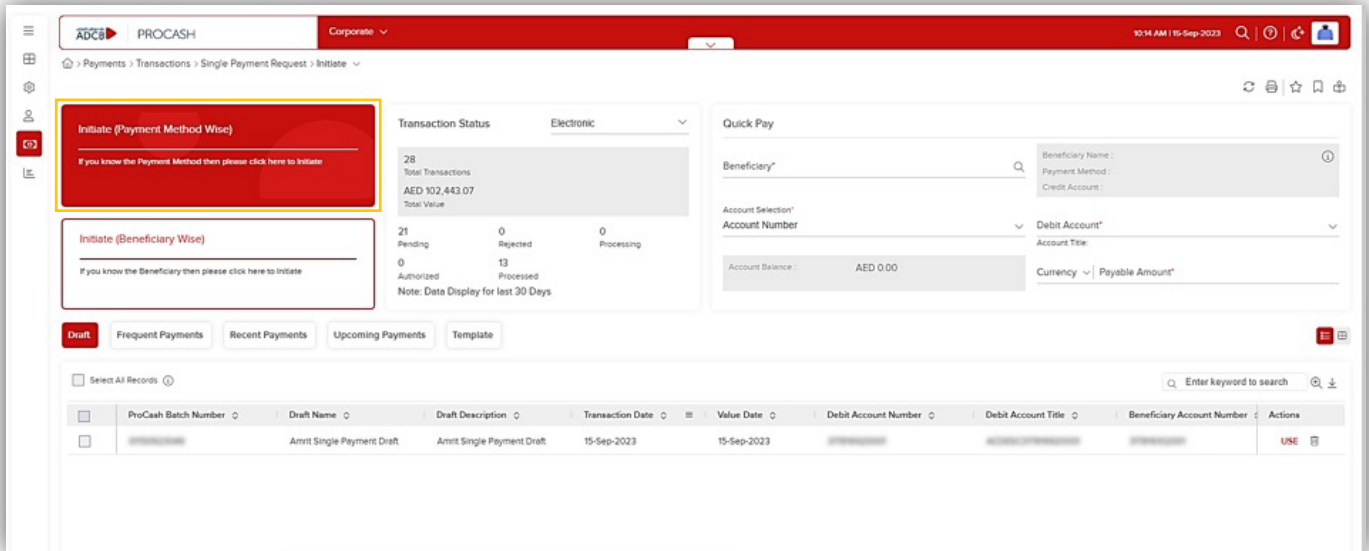 ADCB PROCASH
Corporate
10:14 AM | 15-Sep-2023
> Payments > Transactions > Single Payment Request > Initiate
Initiate (Payment Method Wise)
If you know the Payment Method then please click here to Initiate
Initiate (Beneficiary Wise)
If you know the Beneficiary then please click here to Initiate
Transaction Status
Electronic
28
Total Transactions
AED 102,443.07
Total Value
21 0 0
Pending Rejected Processing
0 13
Authorized Processed
Note: Data Display for last 30 Days
Quick Pay
Beneficiary*
Beneficiary Name :
Payment Method :
Credit Account :
Account Selection*
Account Number
Debit Account*
Account Title:
Account Balance : AED 0.00
Currency Payable Amount*
Draft Frequent Payments Recent Payments Upcoming Payments Template
Select All Records
Enter keyword to search
ProCash Batch Number Draft Name Draft Description Transaction Date Value Date Debit Account Number Debit Account Title Beneficiary Account Number Actions
Amrit Single Payment Draft Amrit Single Payment Draft 15-Sep-2023 15-Sep-2023 USE